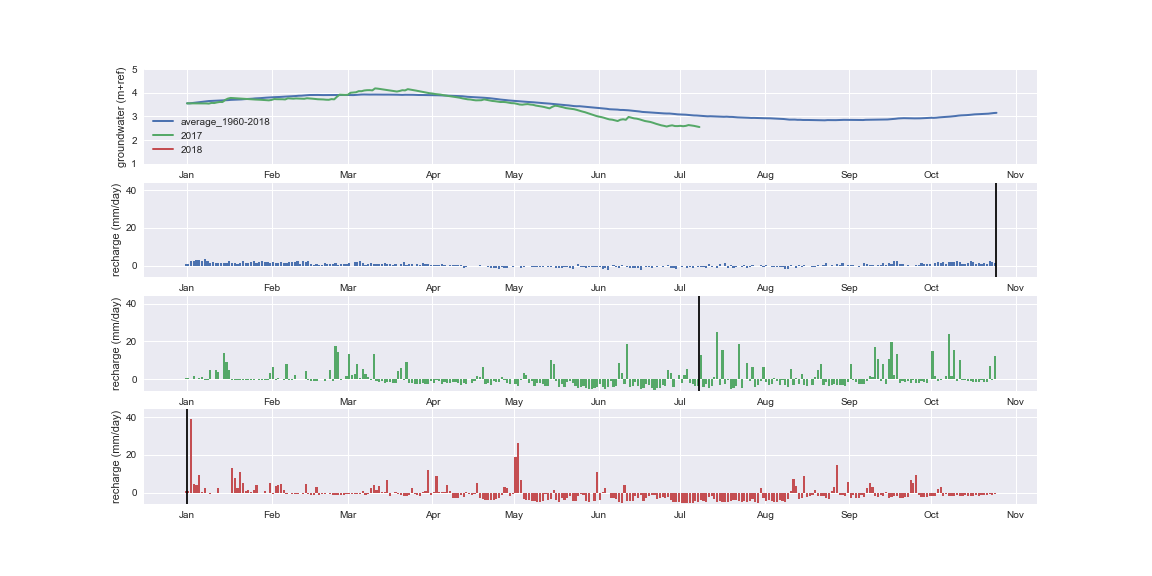 groundwater (m+ref)
5
4
3
2
1
average_1960-2018
2017
2018
Jan Feb Mar Apr May Jun Jul Aug Sep Oct Nov
recharge (mm/day)
40
20
0
Jan Feb Mar Apr May Jun Jul Aug Sep Oct Nov
recharge (mm/day)
40
20
0
Jan Feb Mar Apr May Jun Jul Aug Sep Oct Nov
recharge (mm/day)
40
20
0
Jan Feb Mar Apr May Jun Jul Aug Sep Oct Nov